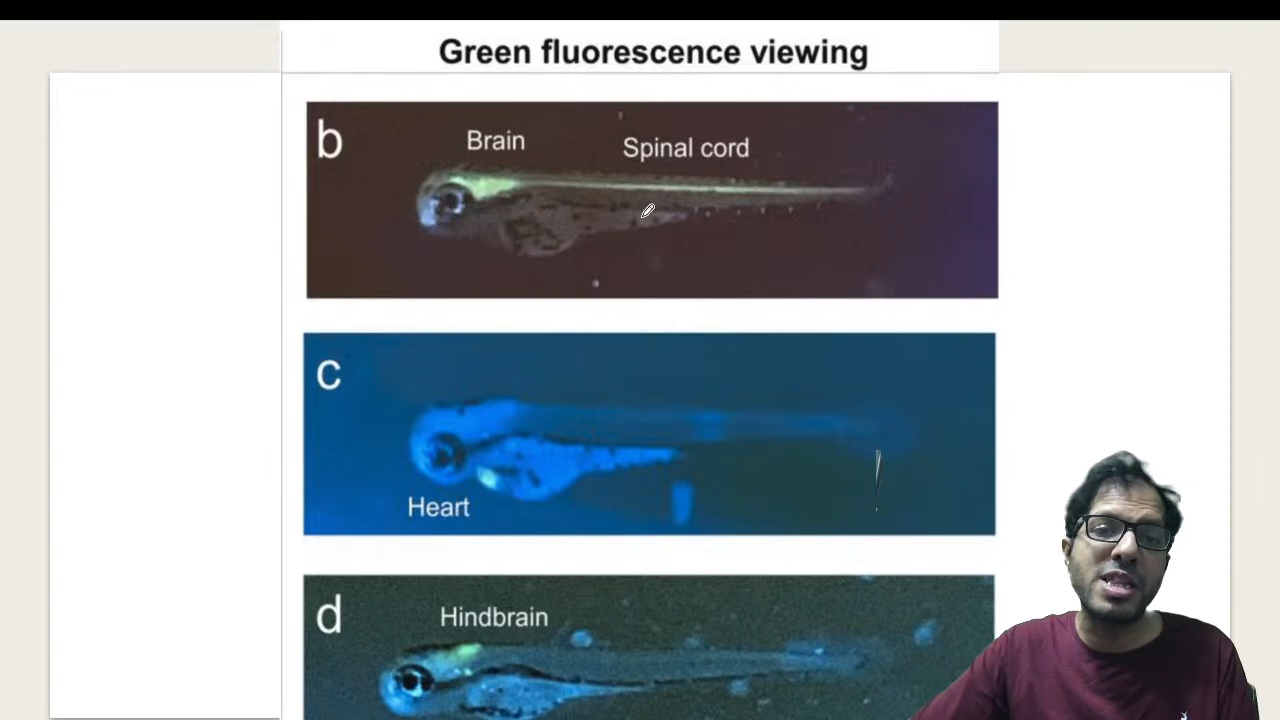 Green fluorescence viewing
b
Brain
Spinal cord
c
Heart
d
Hindbrain